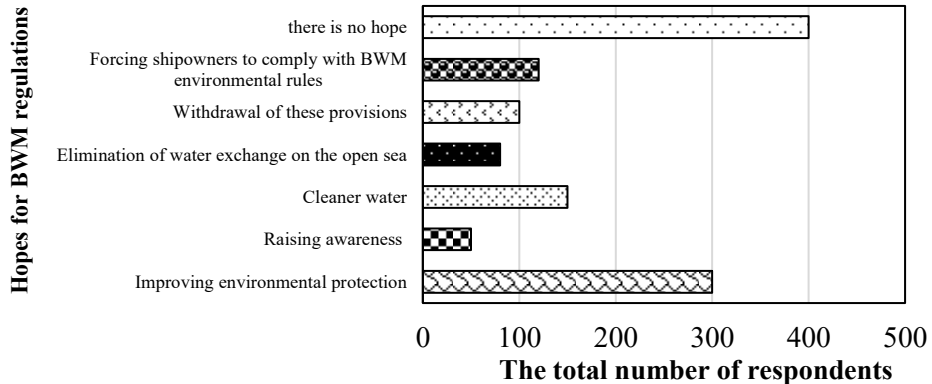 Hopes for BWM regulations
there is no hope
Forcing shipowners to comply with BWM
environmental rules
Withdrawal of these provisions
Elimination of water exchange on the open sea
Cleaner water
Raising awareness
Improving environmental protection
0 100 200 300 400 500
The total number of respondents